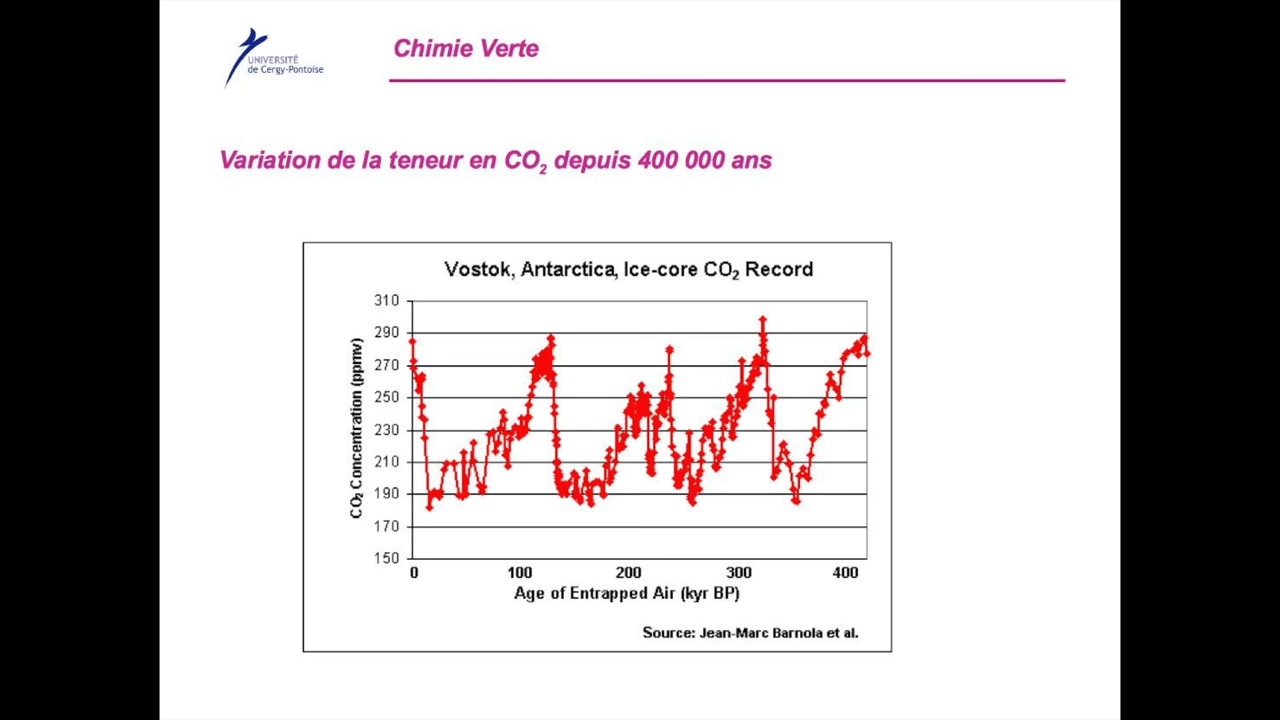 UNIVERSITÉ
de Cergy-Pontoise
Chimie Verte
Variation de la teneur en CO2 depuis 400 000 ans
Vostok, Antarctica, Ice-core CO2 Record
310
290
270
250
230
210
190
170
150
CO2 Concentration (ppmv)
0 100 200 300 400
Age of Entrapped Air (kyr BP)
Source: Jean-Marc Barnola et al.